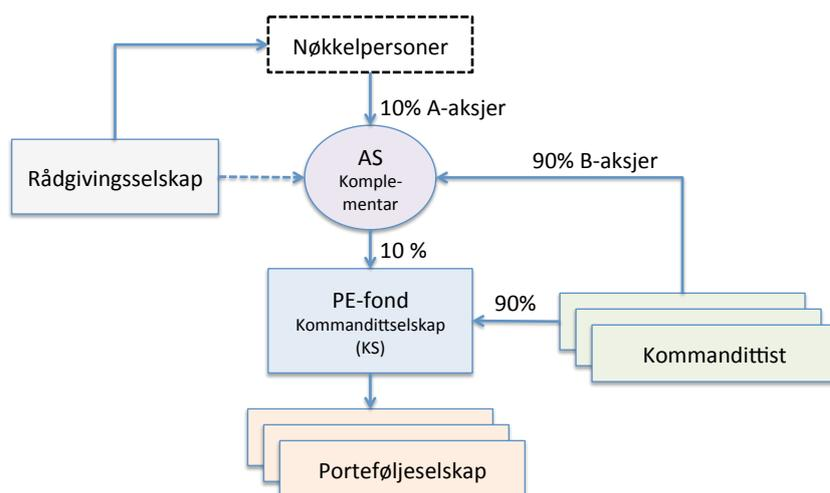 Nøkkelpersoner
10% A-aksjer
Rådgivingsselskap
AS
Komple-
mentar
90% B-aksjer
10 %
PE-fond
Kommandittselskap
(KS)
90%
Kommandittist
Porteføljeselskap